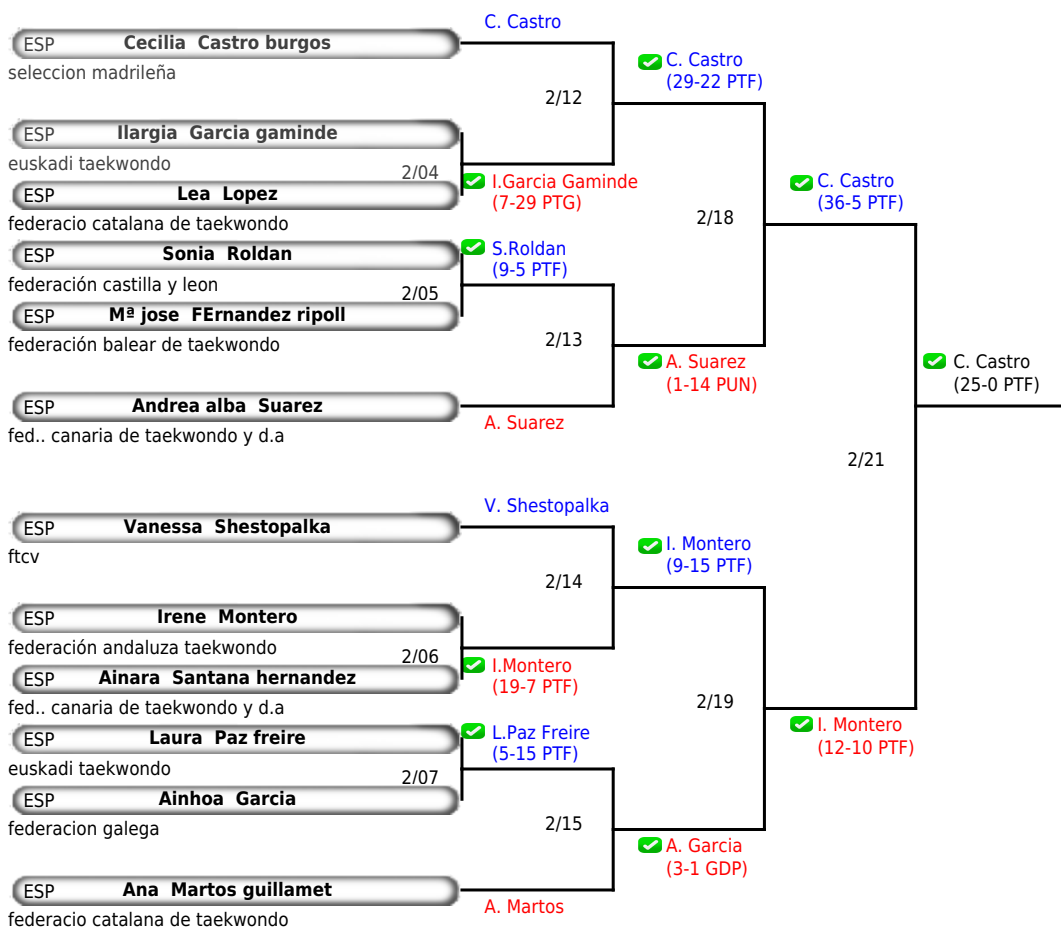 C. Castro
ESP Cecilia Castro burgos
seleccion madrileña
C. Castro
(29-22 PTF)
2/12
ESP Ilargia Garcia gaminde
euskadi taekwondo
2/04
I.Garcia Gaminde
(7-29 PTG)
ESP Lea Lopez
federacio catalana de taekwondo
C. Castro
(36-5 PTF)
2/18
ESP Sonia Roldan
federación castilla y leon
S.Roldan
(9-5 PTF)
2/05
ESP Mª jose FErnandez ripoll
federación balear de taekwondo
2/13
A. Suarez
(1-14 PUN)
C. Castro
(25-0 PTF)
ESP Andrea alba Suarez
fed.. canaria de taekwondo y d.a
A. Suarez
2/21
V. Shestopalka
ESP Vanessa Shestopalka
ftcv
I. Montero
(9-15 PTF)
2/14
ESP Irene Montero
federación andaluza taekwondo
2/06
I.Montero
(19-7 PTF)
ESP Ainara Santana hernandez
fed.. canaria de taekwondo y d.a
2/19
I. Montero
(12-10 PTF)
ESP Laura Paz freire
euskadi taekwondo
L.Paz Freire
(5-15 PTF)
2/07
ESP Ainhoa Garcia
federacion galega
2/15
A. Garcia
(3-1 GDP)
ESP Ana Martos guillamet
federacio catalana de taekwondo
A. Martos